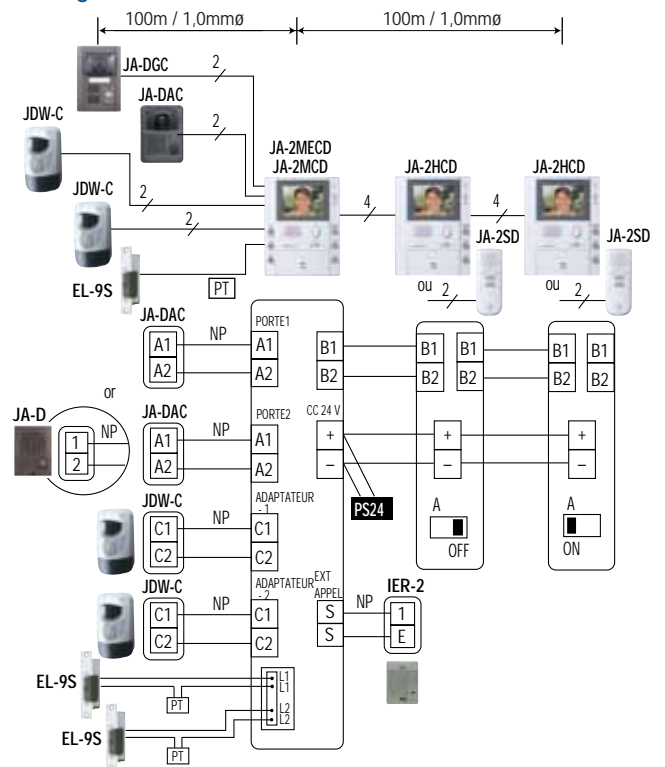 100m / 1,0mmø
100m / 1,0mmø
JA-DGC
2
JA-DAC
2
JDW-C
2
JDW-C
2
EL-9S
PT
JA-2MECD
JA-2MCD
4
JA-2HCD
4
JA-2HCD
JA-2SD
JA-2SD
ou
2
ou
2
JA-DAC
A1
A2
NP
PORTE1
A1
A2
B1
B2
B1
B1
B2
B2
B1
B1
B2
B2
or
JA-D
1
2
NP
JA-DAC
A1
A2
NP
PORTE2
A1
A2
CC 24 V
+
–
+
–
+
–
PS24
A
OFF
A
ON
JDW-C
C1
C2
NP
ADAPTATEUR
- 1
C1
C2
JDW-C
C1
C2
NP
ADAPTATEUR
- 2
C1
C2
EXT
APPEL
S
S
NP
IER-2
1
E
EL-9S
PT
L1
L1
L2
L2
EL-9S
PT